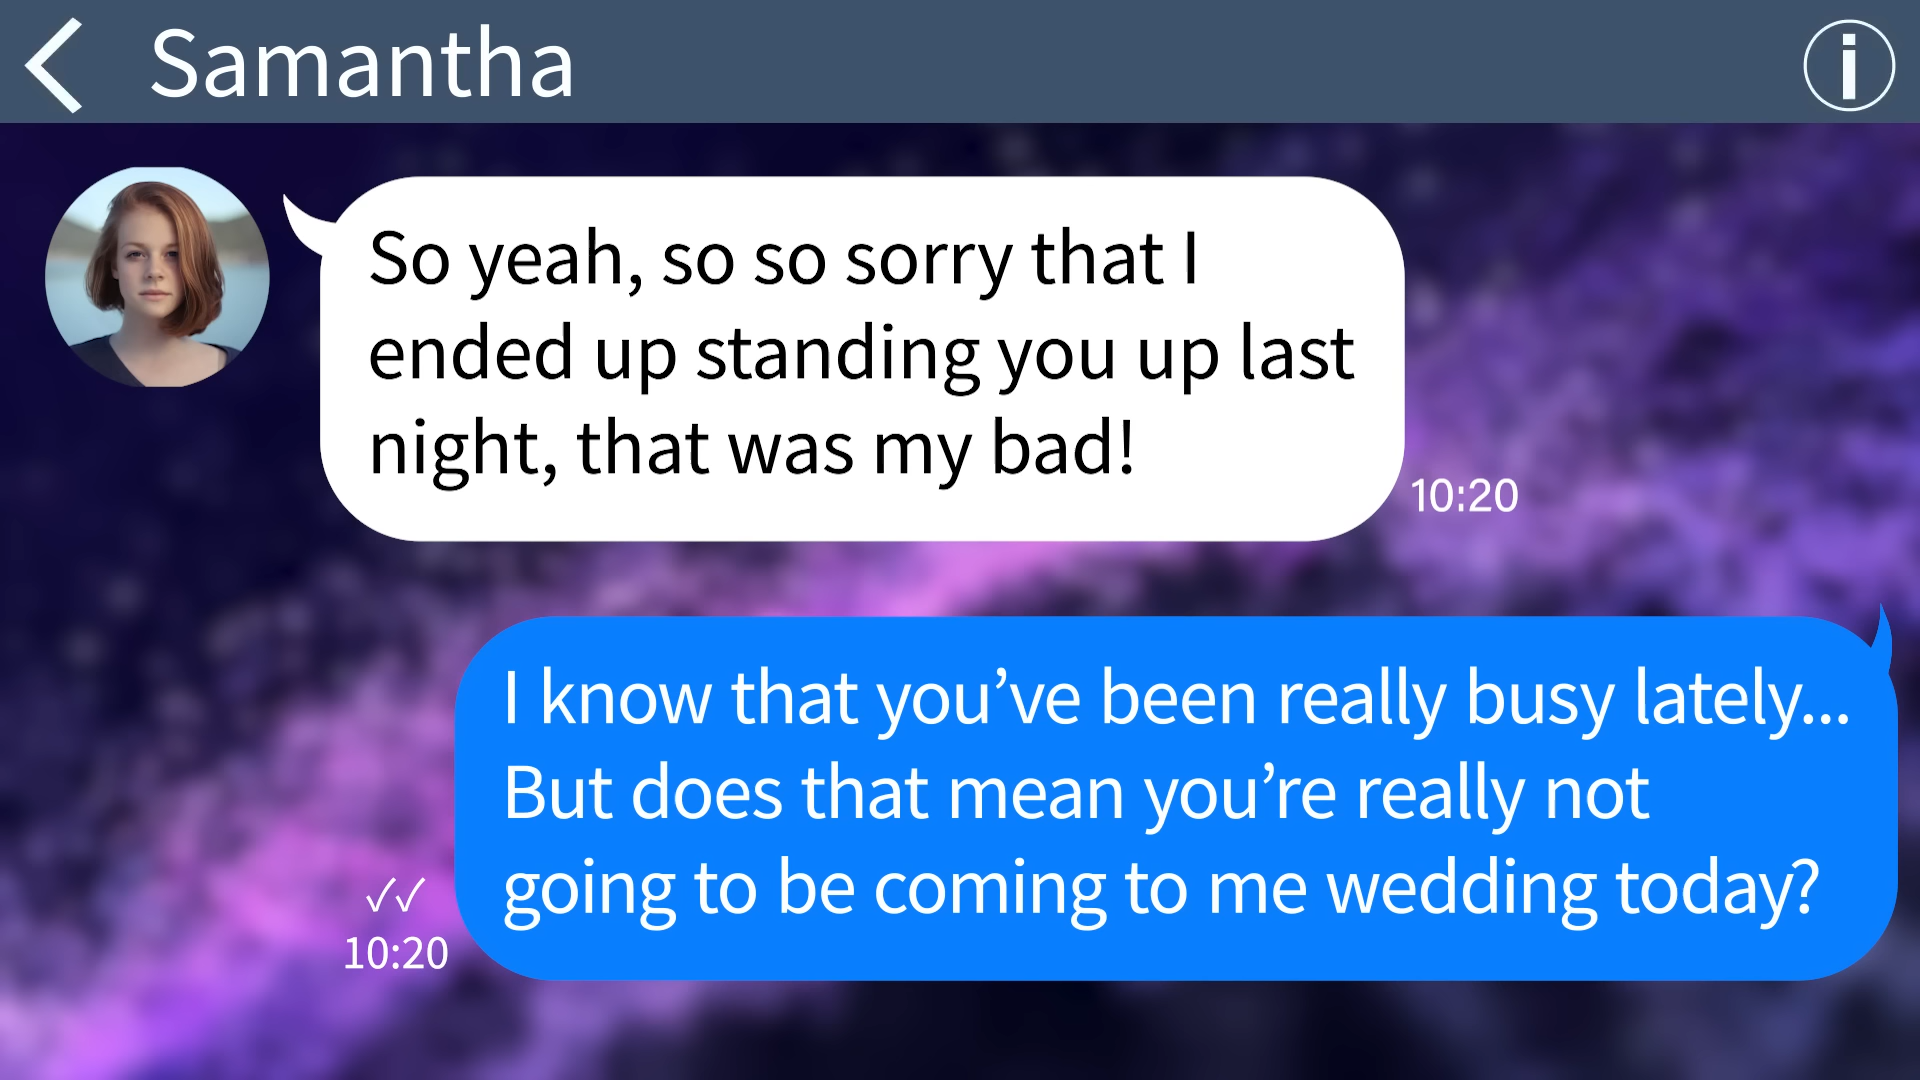 Samantha
So yeah, so so sorry that I
ended up standing you up last
night, that was my bad!
10:20
I know that you’ve been really busy lately...
But does that mean you’re really not
going to be coming to me wedding today?
✓✓
10:20